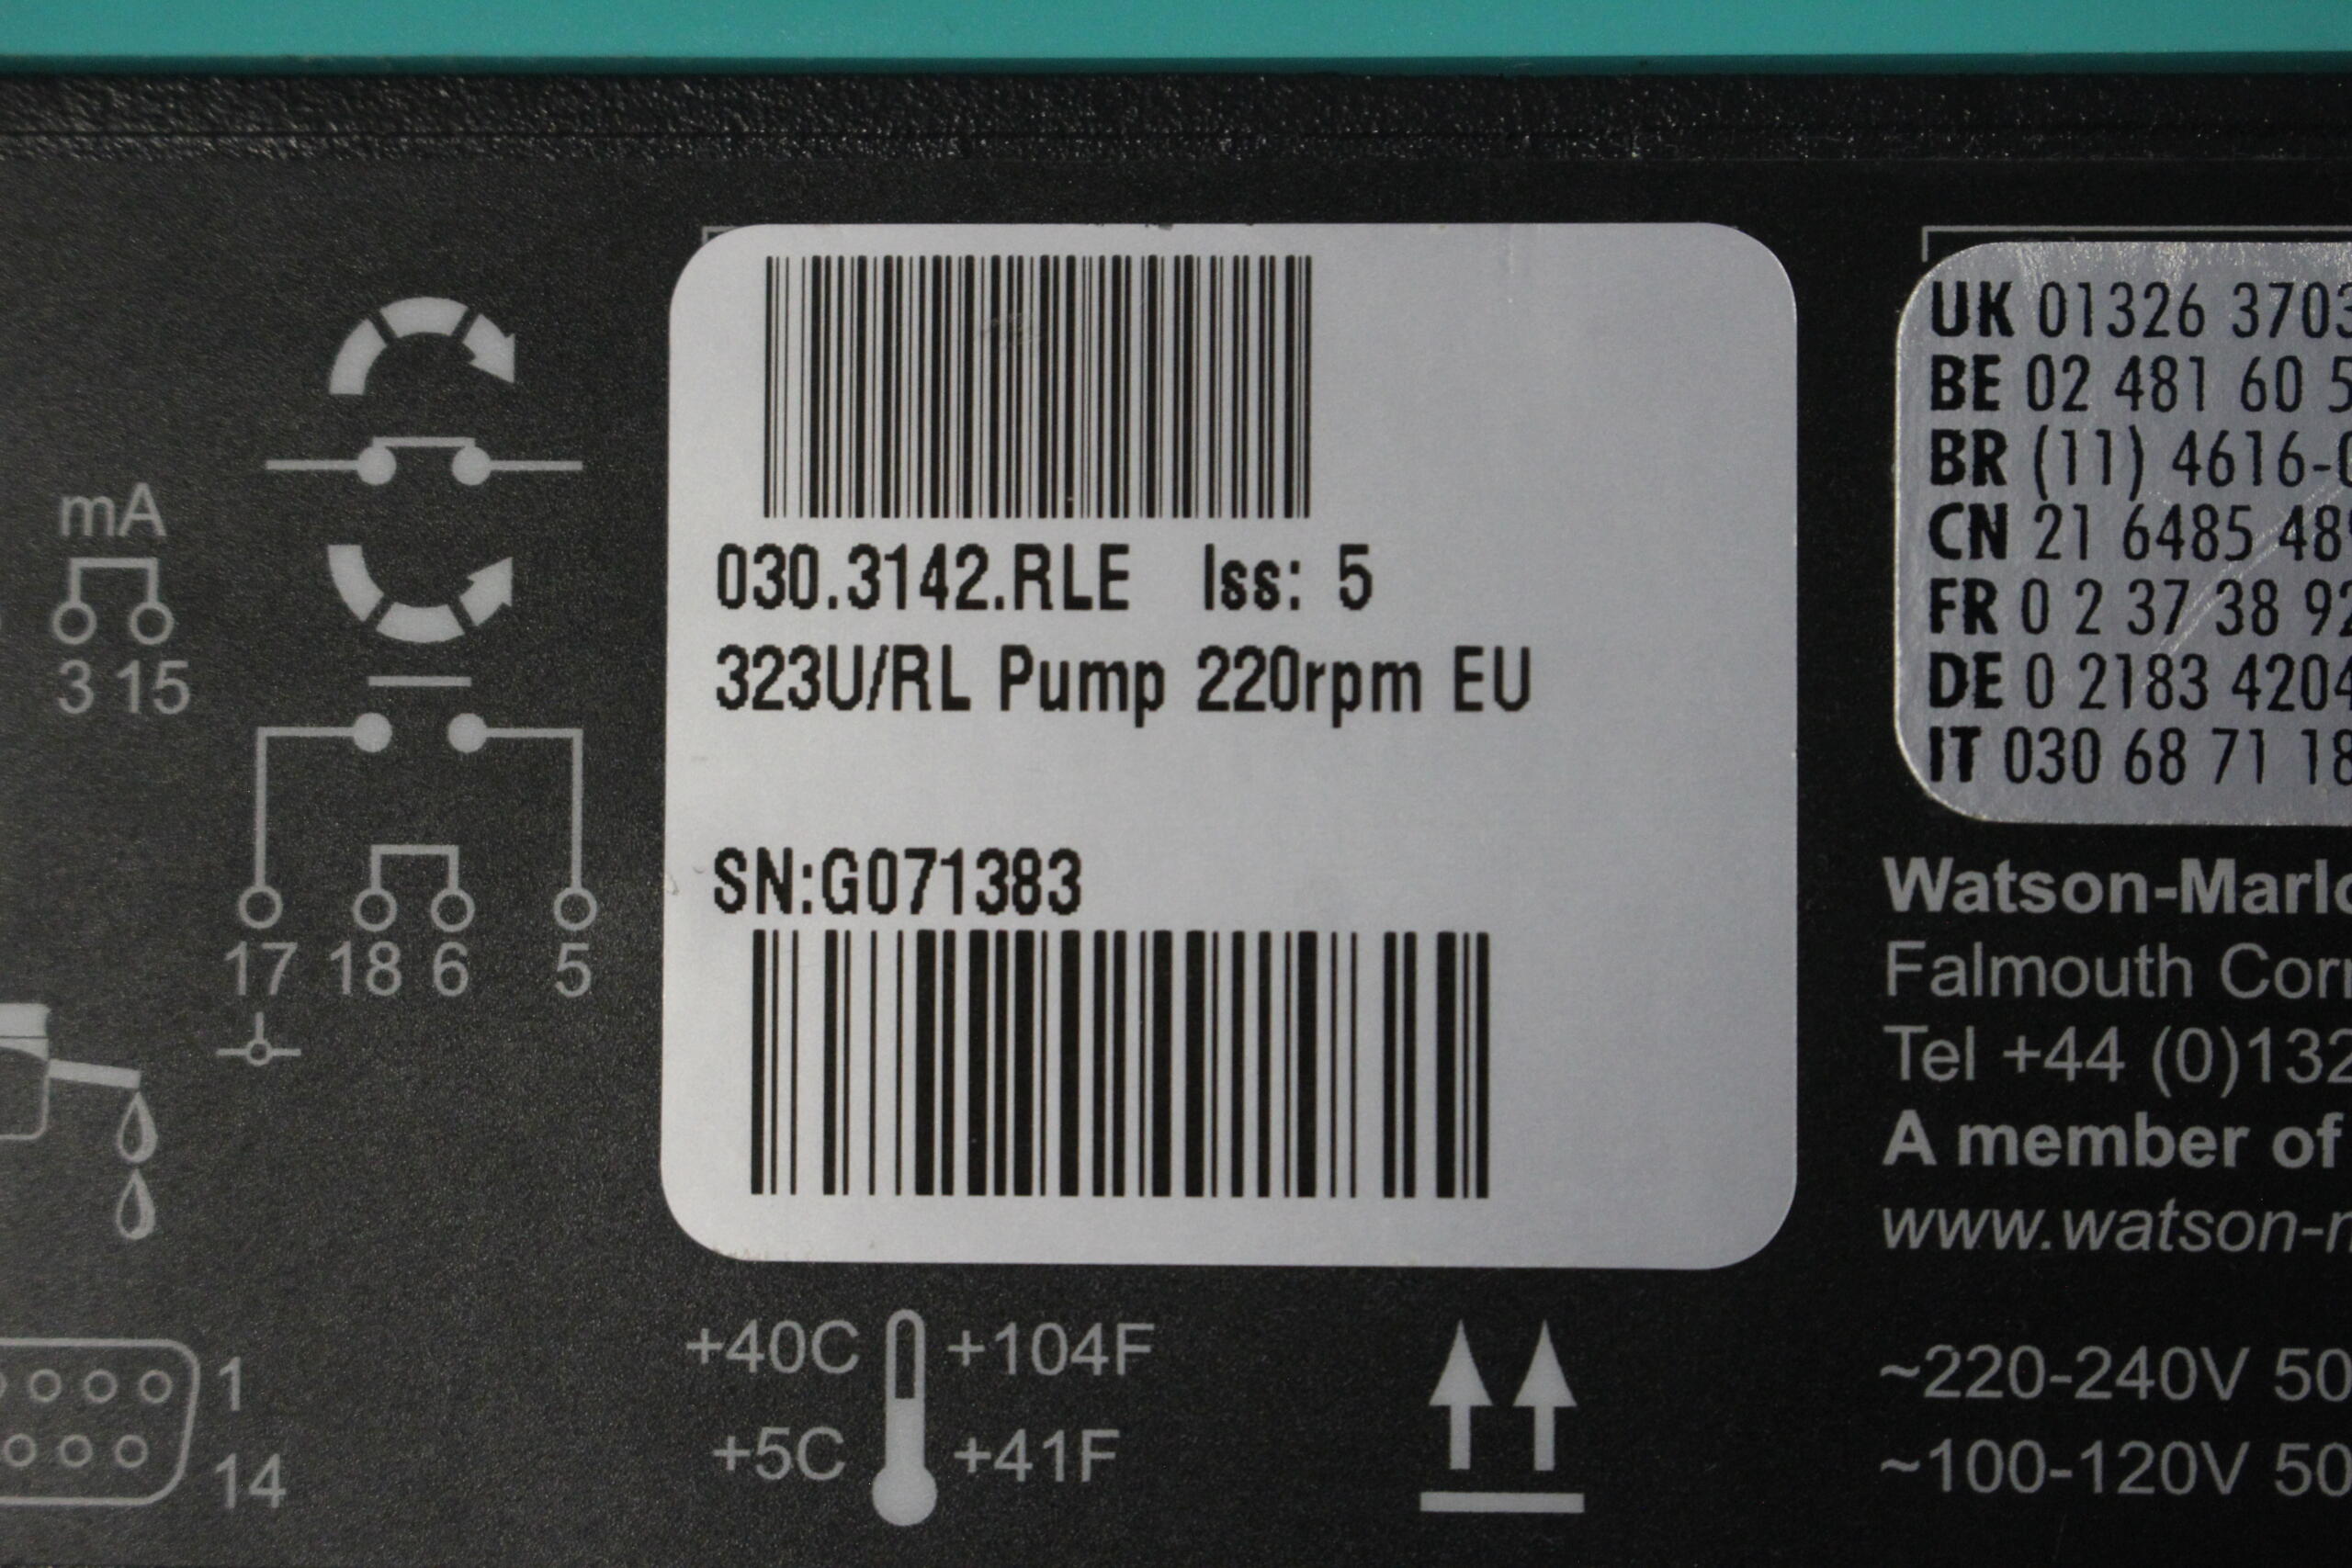 mA
3 15
17 18 6 5
1
14
030.3142.RLE Iss: 5
323U/RL Pump 220rpm EU
SN:G071383
+40C +104F
+5C +41F
UK 01326 3703
BE 02 481 60 5
BR (11) 4616-0
CN 21 6485 489
FR 0 2 37 38 92
DE 0 2183 4204
IT 030 68 71 18
Watson-Marlo
Falmouth Corn
Tel +44 (0)132
A member of
www.watson-m
~220-240V 50
~100-120V 50